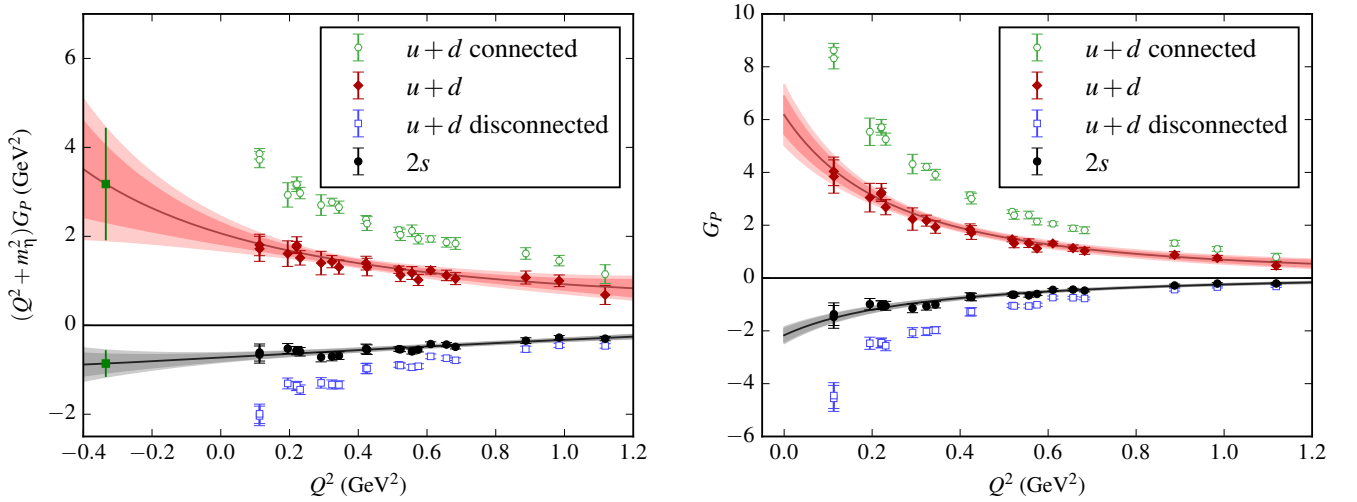 6
4
2
0
−2
−0.4
−0.2
0.0
0.2
0.4
0.6
0.8
1.0
1.2
Q² (GeV²)
(Q² + m²_η) G_P (GeV²)
u + d connected
u + d
u + d disconnected
2s
10
8
6
4
2
0
−2
−4
−6
0.0
0.2
0.4
0.6
0.8
1.0
1.2
Q² (GeV²)
G_P
u + d connected
u + d
u + d disconnected
2s